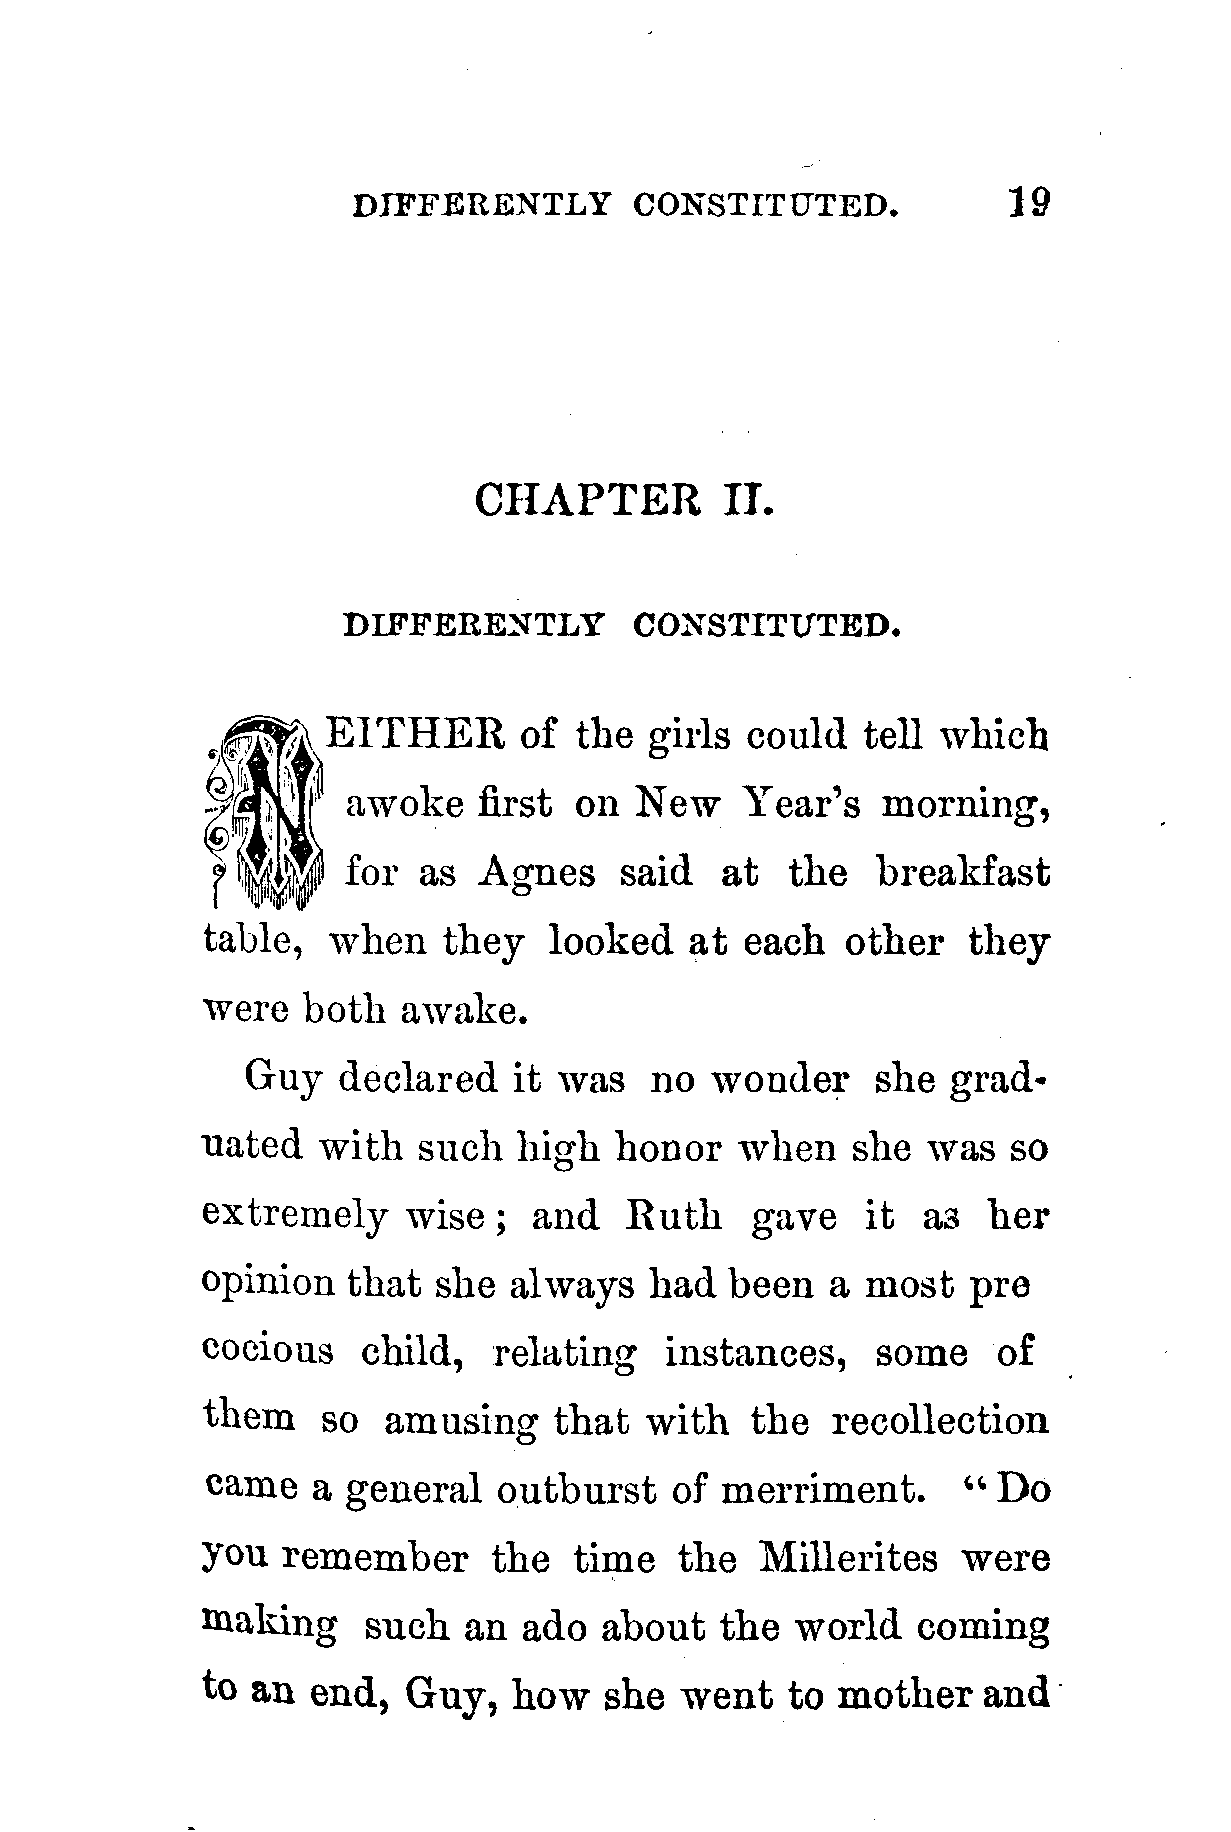 DIFFERENTLY CONSTITUTED. 19
CHAPTER II.
DIFFERENTLY CONSTITUTED.
NEITHER of the girls could tell which
awoke first on New Year's morning,
for as Agnes said at the breakfast
table, when they looked at each other they
were both awake.
Guy declared it was no wonder she grad-
uated with such high honor when she was so
extremely wise; and Ruth gave it as her
opinion that she always had been a most pre
cocious child, relating instances, some of
them so amusing that with the recollection
came a general outburst of merriment. "Do
you remember the time the Millerites were
making such an ado about the world coming
to an end, Guy, how she went to mother and